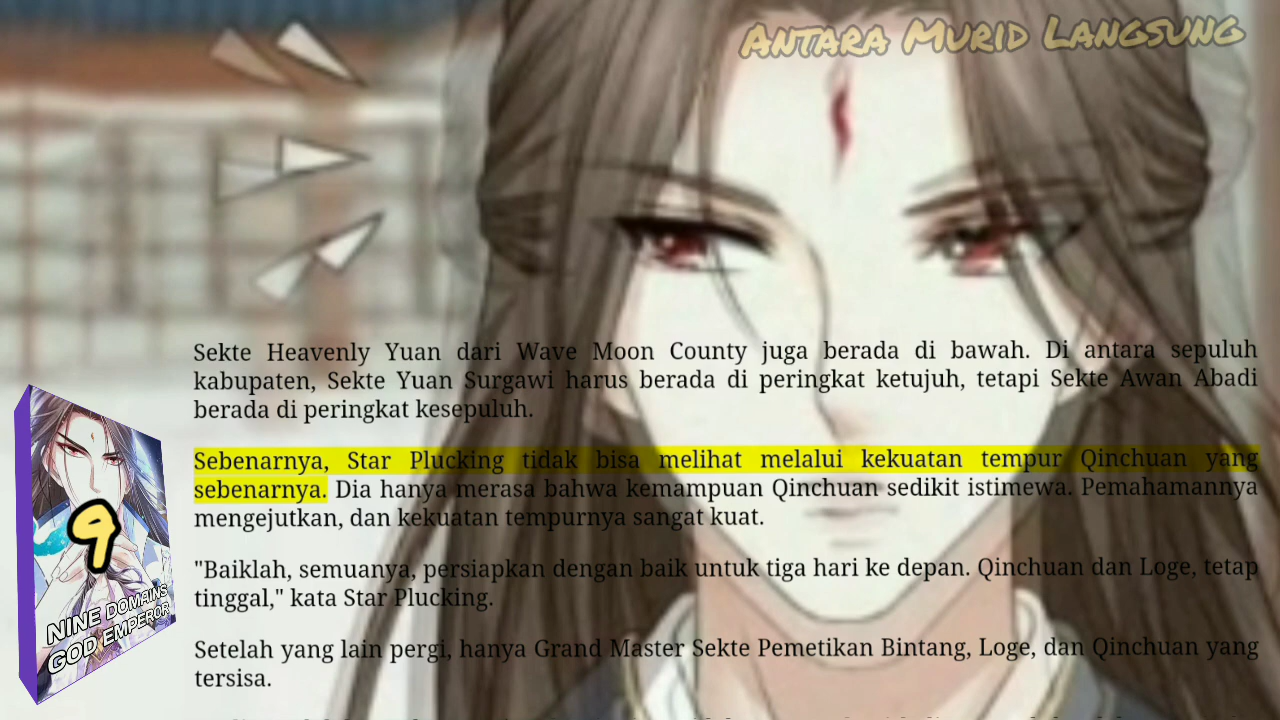 Antara Murid Langsung
Sekte Heavenly Yuan dari Wave Moon County juga berada di bawah. Di antara sepuluh
kabupaten, Sekte Yuan Surgawi harus berada di peringkat ketujuh, tetapi Sekte Awan Abadi
berada di peringkat kesepuluh.
Sebenarnya, Star Plucking tidak bisa melihat melalui kekuatan tempur Qinchuan yang
sebenarnya. Dia hanya merasa bahwa kemampuan Qinchuan sedikit istimewa. Pemahamannya
mengejutkan, dan kekuatan tempurnya sangat kuat.
"Baiklah, semuanya, persiapkan dengan baik untuk tiga hari ke depan. Qinchuan dan Loge, tetap
tinggal," kata Star Plucking.
Setelah yang lain pergi, hanya Grand Master Sekte Pemetikan Bintang, Loge, dan Qinchuan yang
tersisa.
9
NINE DOMAINS
GOD EMPEROR